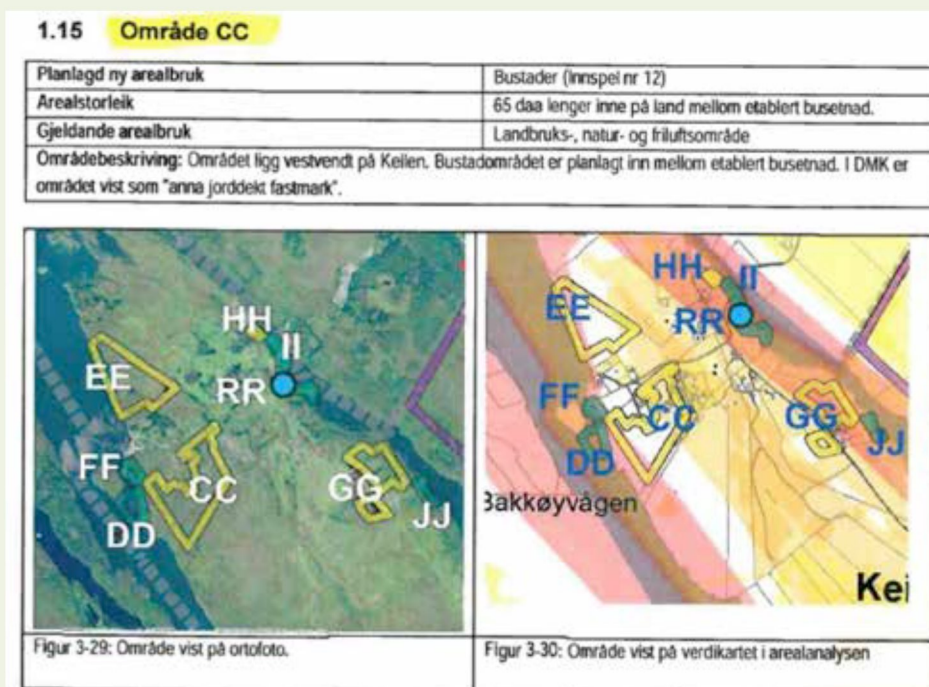 1.15 Område CC
Planlagd ny arealbruk Bustader (Innspel nr 12)
Arealstorleik 65 daa lenger inne på land mellom etablert busetnad.
Gjeldande arealbruk Landbruks-, natur- og friluftsområde
Områdebeskriving: Området ligg vestvendt på Keilen. Bustadområdet er planlagt inn mellom etablert busetnad. I DMK er
området vist som "anna jorddekt fastmark".
HH
II
EE
RR
FF
CC
GG
DD
JJ
HH
II
EE
RR
FF
CC
GG
DD
JJ
Bakkøyvågen
Kei
Figur 3-29: Område vist på ortofoto.
Figur 3-30: Område vist på verdikartet i arealanalysen